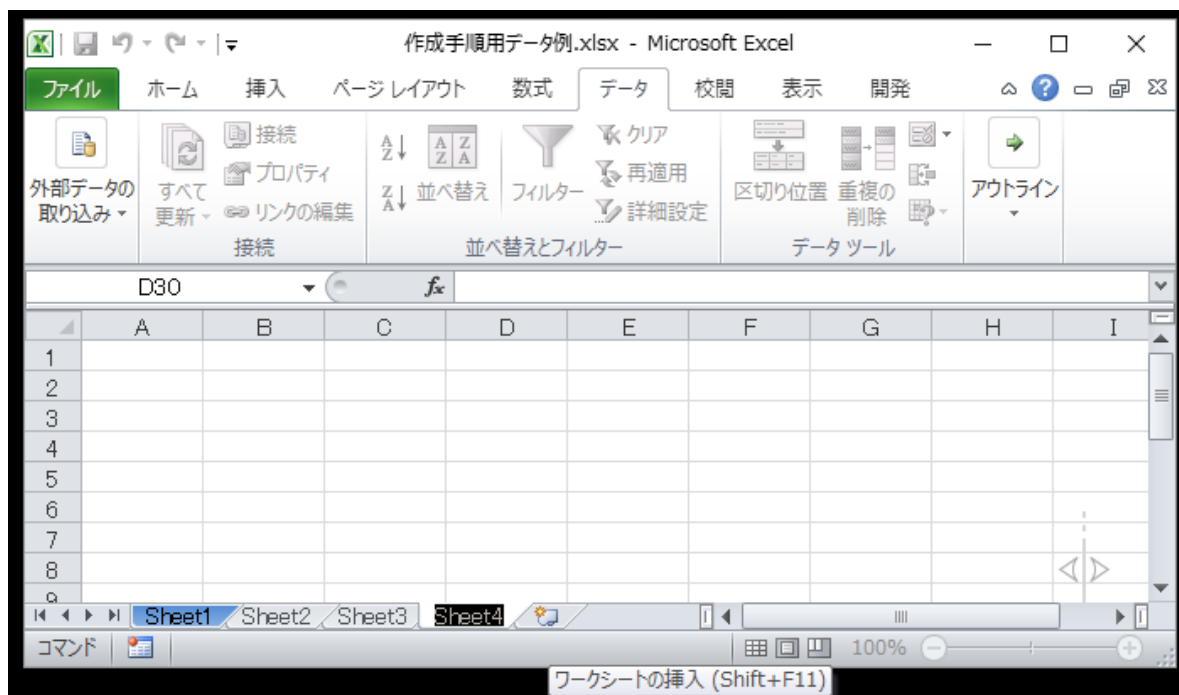 作成手順用データ例.xlsx - Microsoft Excel
ファイル ホーム 挿入 ページ レイアウト 数式 データ 校閲 表示 開発
外部データの
取り込み
すべて
更新
接続
プロパティ
リンクの編集
接続
並べ替え
フィルター
クリア
再適用
詳細設定
並べ替えとフィルター
区切り位置
重複の
削除
データ ツール
アウトライン
D30 fx
A B C D E F G H I
1
2
3
4
5
6
7
8
9
Sheet1 Sheet2 Sheet3 Sheet4
コマンド 100%
ワークシートの挿入 (Shift+F11)